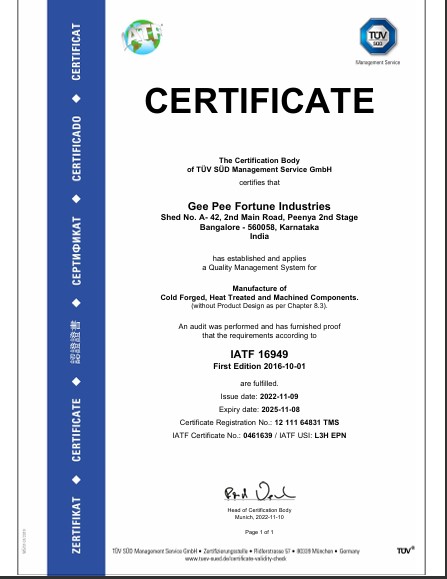 IATF
TÜV
SÜD
Management Service
CERTIFICATE
ZERTIFIKAT ◆ CERTIFICATE ◆ 認證證書 ◆ СЕРТИФИКАТ ◆ CERTIFICADO ◆ CERTIFICAT
The Certification Body
of TÜV SÜD Management Service GmbH
certifies that
Gee Pee Fortune Industries
Shed No. A- 42, 2nd Main Road, Peenya 2nd Stage
Bangalore - 560058, Karnataka
India
has established and applies
a Quality Management System for
Manufacture of
Cold Forged, Heat Treated and Machined Components.
(without Product Design as per Chapter 8.3).
An audit was performed and has furnished proof
that the requirements according to
IATF 16949
First Edition 2016-10-01
are fulfilled.
Issue date: 2022-11-09
Expiry date: 2025-11-08
Certificate Registration No.: 12 111 64831 TMS
IATF Certificate No.: 0461639 / IATF USI: L3H EPN
Head of Certification Body
Munich, 2022-11-10
Page 1 of 1
TÜV SÜD Management Service GmbH • Zertifizierungsstelle • Ridlerstrasse 57 • 80339 München • Germany
www.tuev-sued.de/certificate-validity-check
TÜV®